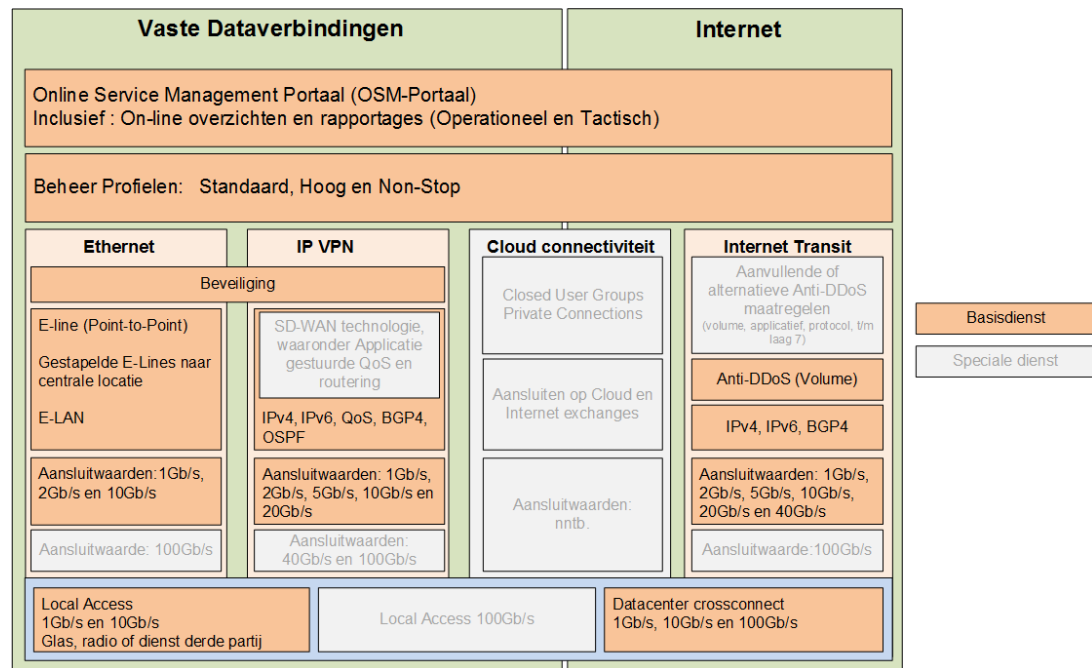 Vaste Dataverbindingen
Internet
Online Service Management Portaal (OSM-Portaal)
Inclusief : On-line overzichten en rapportages (Operationeel en Tactisch)
Beheer Profielen: Standaard, Hoog en Non-Stop
Ethernet
IP VPN
Cloud connectiviteit
Internet Transit
Beveiliging
E-line (Point-to-Point)
Gestapelde E-Lines naar
centrale locatie
E-LAN
Aansluitwaarden:1Gb/s,
2Gb/s en 10Gb/s
Aansluitwaarde: 100Gb/s
SD-WAN technologie,
waaronder Applicatie
gestuurde QoS en
routering
IPv4, IPv6, QoS, BGP4,
OSPF
Aansluitwaarden: 1Gb/s,
2Gb/s, 5Gb/s, 10Gb/s en
20Gb/s
Aansluitwaarden:
40Gb/s en 100Gb/s
Closed User Groups
Private Connections
Aansluiten op Cloud en
Internet exchanges
Aansluitwaarden:
nntb.
Aanvullende of
alternatieve Anti-DDoS
maatregelen
(volume, applicatief, protocol, t/m
laag 7)
Anti-DDoS (Volume)
IPv4, IPv6, BGP4
Aansluitwaarden: 1Gb/s,
2Gb/s, 5Gb/s, 10Gb/s,
20Gb/s en 40Gb/s
Aansluitwaarde:100Gb/s
Local Access
1Gb/s en 10Gb/s
Glas, radio of dienst derde partij
Local Access 100Gb/s
Datacenter crossconnect
1Gb/s, 10Gb/s en 100Gb/s
Basisdienst
Speciale dienst